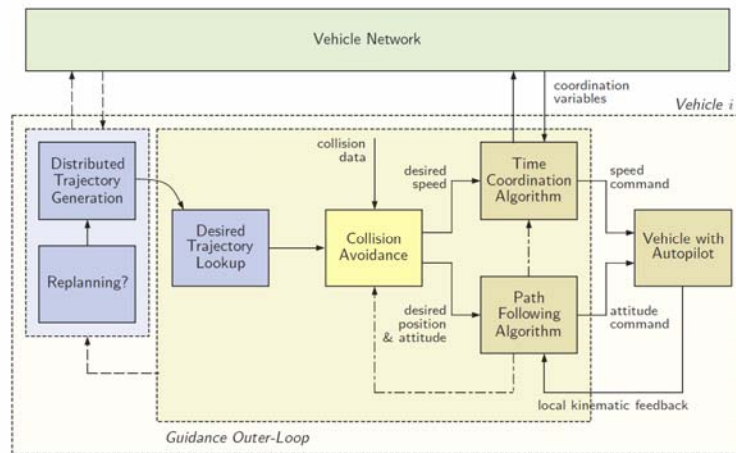 Vehicle Network
coordination
variables
Vehicle i
Distributed
Trajectory
Generation
Replanning?
Desired
Trajectory
Lookup
collision
data
Collision
Avoidance
desired
speed
desired
position
& attitude
Time
Coordination
Algorithm
Path
Following
Algorithm
speed
command
Vehicle with
Autopilot
attitude
command
local kinematic feedback
Guidance Outer-Loop